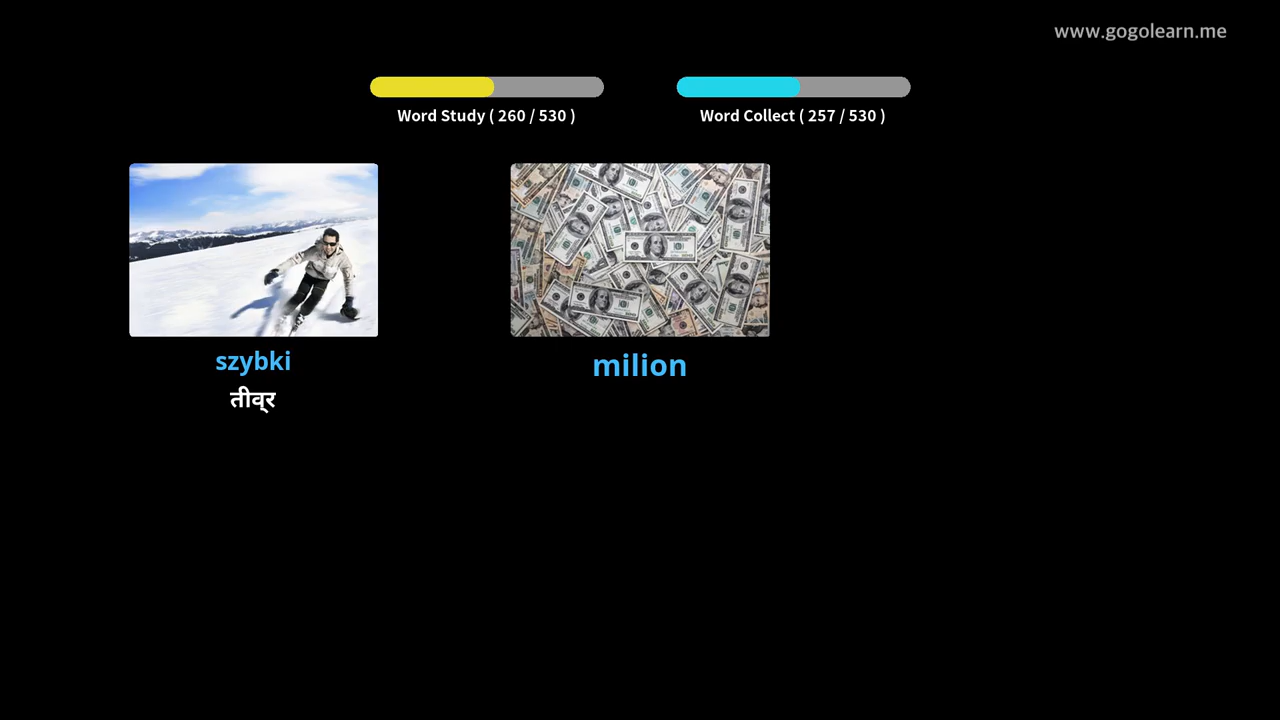 www.gogolearn.me
Word Study ( 260 / 530 )
Word Collect ( 257 / 530 )
szybki
तीव्र
milion